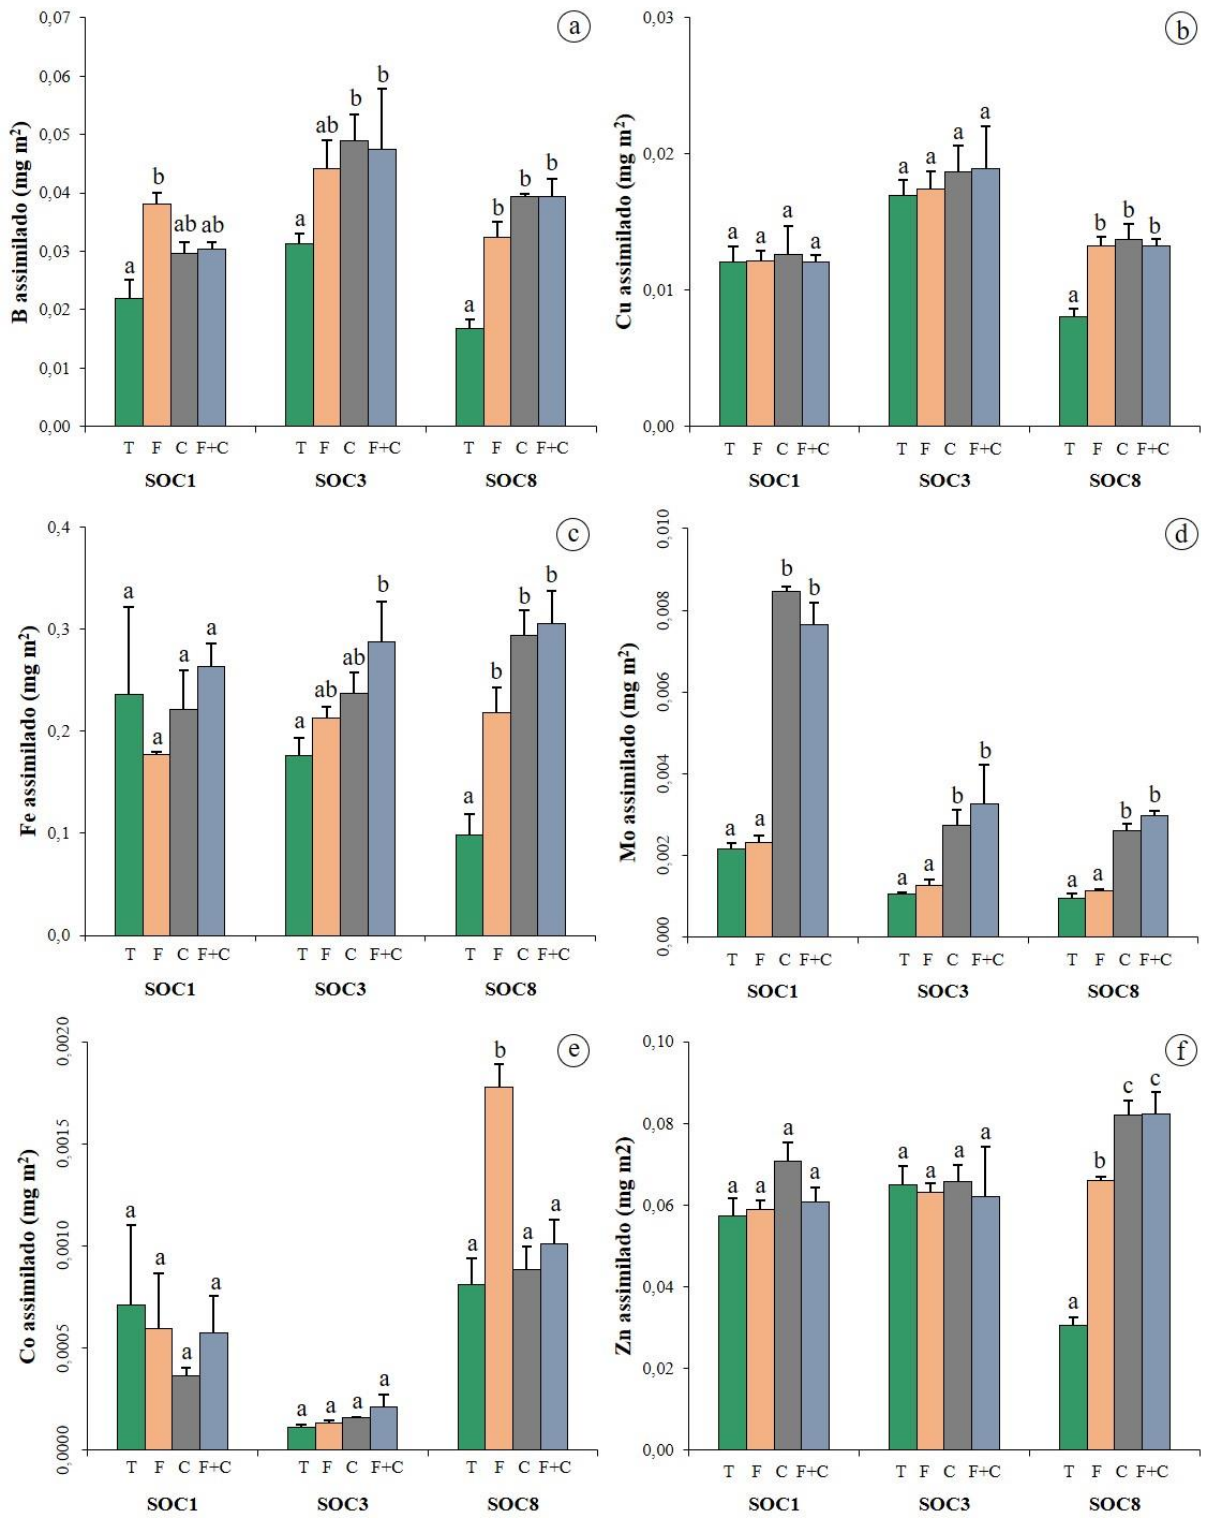 a
B assimilado (mg m²)
0,07
0,06
0,05
0,04
0,03
0,02
0,01
0,00
a b ab ab
a ab b b
a b b b
T F C F+C T F C F+C T F C F+C
SOC1 SOC3 SOC8
b
Cu assimilado (mg m²)
0,03
0,02
0,01
0,00
a a a a
a a a a
a b b b
T F C F+C T F C F+C T F C F+C
SOC1 SOC3 SOC8
c
Fe assimilado (mg m²)
0,4
0,3
0,2
0,1
0,0
a a a a
a ab ab b
a b b b
T F C F+C T F C F+C T F C F+C
SOC1 SOC3 SOC8
d
Mo assimilado (mg m²)
0,010
0,008
0,006
0,004
0,002
0,000
a a b b
a a b b
a a b b
T F C F+C T F C F+C T F C F+C
SOC1 SOC3 SOC8
e
Co assimilado (mg m²)
0,0020
0,0015
0,0010
0,0005
0,0000
a a a a
a a a a
a b a a
T F C F+C T F C F+C T F C F+C
SOC1 SOC3 SOC8
f
Zn assimilado (mg m2)
0,10
0,08
0,06
0,04
0,02
0,00
a a a a
a a a a
a b c c
T F C F+C T F C F+C T F C F+C
SOC1 SOC3 SOC8